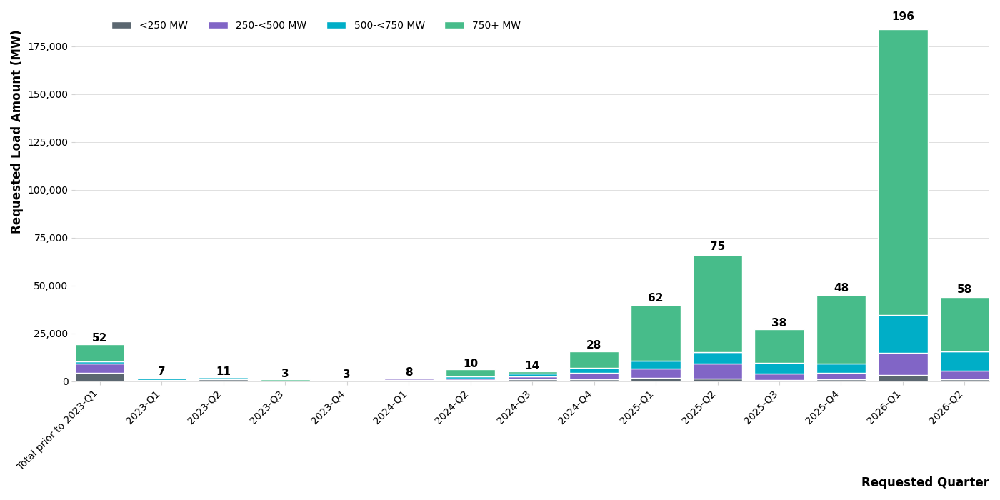 <250 MW
250-<500 MW
500-<750 MW
750+ MW
Requested Load Amount (MW)
175,000
150,000
125,000
100,000
75,000
50,000
25,000
0
52
7
11
3
3
8
10
14
28
62
75
38
48
196
58
Total prior to 2023-Q1
2023-Q1
2023-Q2
2023-Q3
2023-Q4
2024-Q1
2024-Q2
2024-Q3
2024-Q4
2025-Q1
2025-Q2
2025-Q3
2025-Q4
2026-Q1
2026-Q2
Requested Quarter